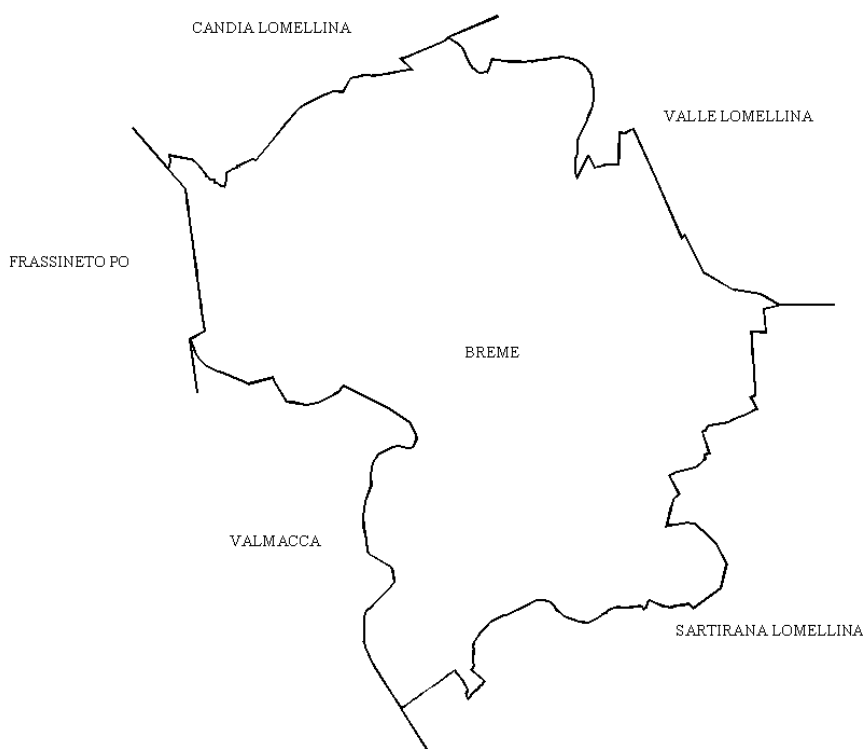 CANDIA LOMELLINA
VALLE LOMELLINA
FRASSINETO PO
BREME
VALMACCA
SARTIRANA LOMELLINA